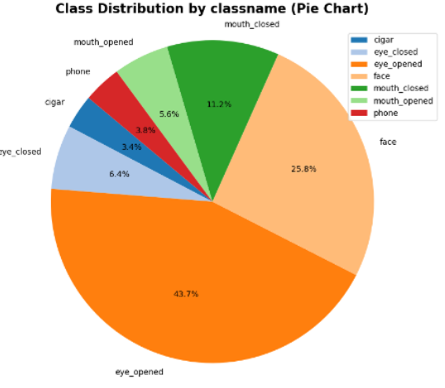 Class Distribution by classname (Pie Chart)
mouth_closed
mouth_opened
phone
cigar
eye_closed
eye_opened
face
5.6%
11.2%
3.8%
3.4%
6.4%
25.8%
43.7%
cigar
eye_closed
eye_opened
face
mouth_closed
mouth_opened
phone